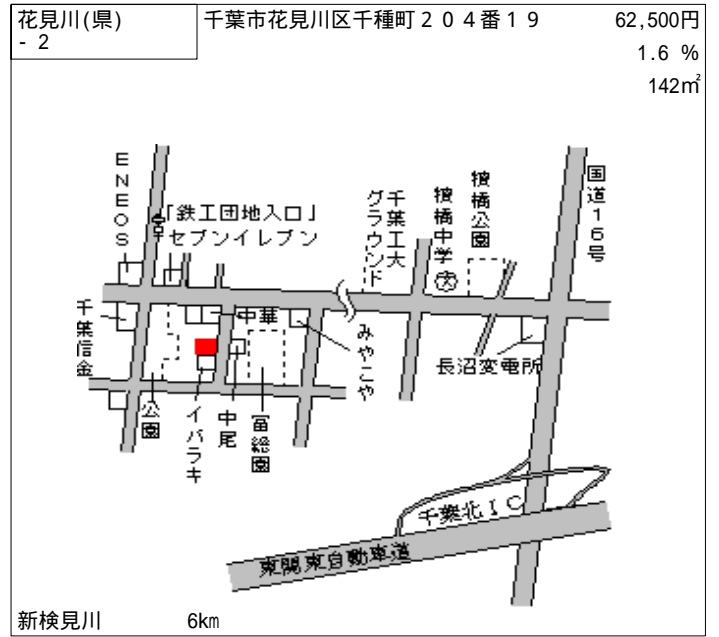 花見川(県)
- 2
千葉市花見川区千種町２０４番１９
62,500円
1.6 %
142㎡
ENEOS
「鉄工団地入口」
セブンイレブン
千葉工大
グラウンド
犢橋中学
文
犢橋公園
国道16号
千葉信金
中華
みやこや
長沼変電所
公園
イバラキ
中尾
冨総園
千葉北ＩＣ
東関東自動車道
新検見川
6km